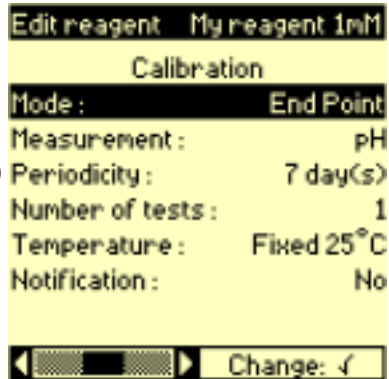 Edit reagent My reagent 1mM
Calibration
Mode : End Point
Measurement : pH
Periodicity : 7 day(s)
Number of tests : 1
Temperature : Fixed 25°C
Notification : No
Change: √